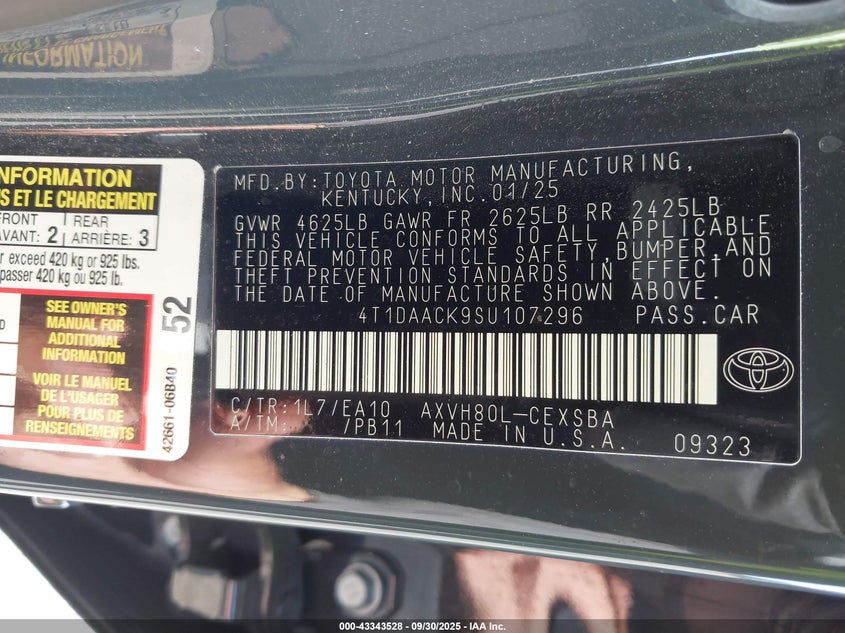 INFORMATION
INFORMATION
US ET LE CHARGEMENT
FRONT
AVANT: 2
REAR
ARRIÈRE: 3
r exceed 420 kg or 925 lbs.
passer 420 kg ou 925 lb.
SEE OWNER'S
MANUAL FOR
ADDITIONAL
INFORMATION
VOIR LE MANUEL
DE L'USAGER
POUR PLUS DE
RENSEIGNEMENTS
52
42661-06B40
MFD.BY:TOYOTA MOTOR MANUFACTURING,
KENTUCKY,INC.01/25
GVWR 4625LB GAWR FR 2625LB RR 2425LB
THIS VEHICLE CONFORMS TO ALL APPLICABLE
FEDERAL MOTOR VEHICLE SAFETY,BUMPER,AND
THEFT PREVENTION STANDARDS IN EFFECT ON
THE DATE OF MANUFACTURE SHOWN ABOVE.
4T1DAACK9SU107296 PASS.CAR
C/TR:1L7/EA10 AXVH80L-CEXSBA
A/TM: /PB11 MADE IN U.S.A. 09323
000-43343528 - 09/30/2025 - IAA Inc.